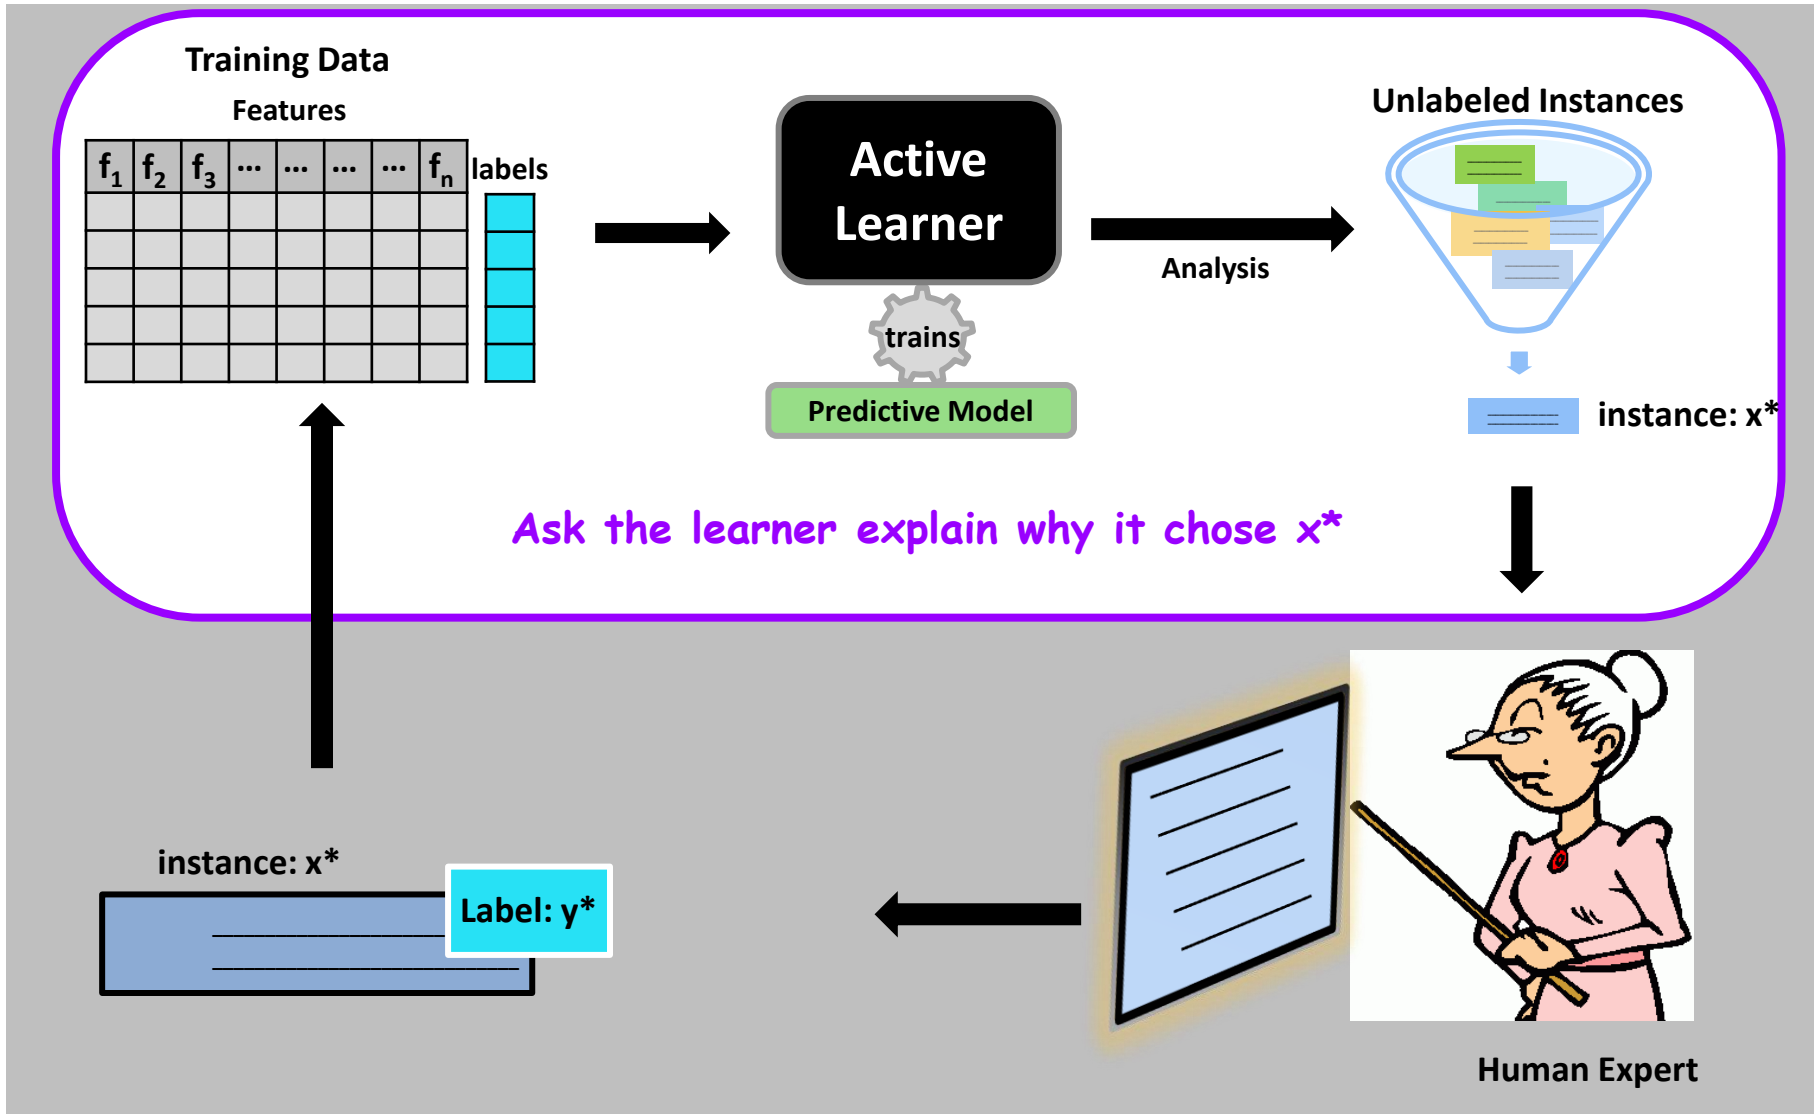 Training Data
Features
f1 f2 f3 ... ... ... ... fn labels
Active
Learner
trains
Predictive Model
Analysis
Unlabeled Instances
instance: x*
Ask the learner explain why it chose x*
instance: x*
Label: y*
Human Expert